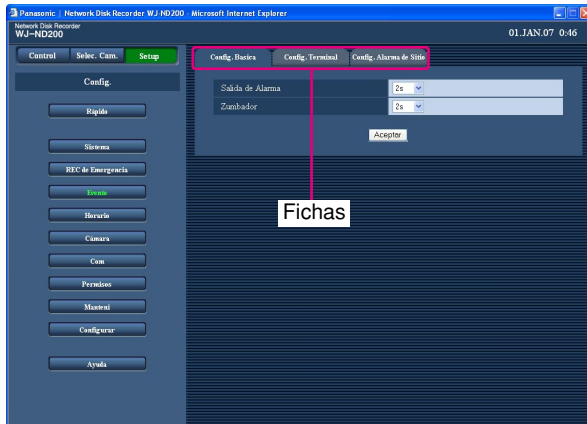 Panasonic | Network Disk Recorder WJ-ND200 - Microsoft Internet Explorer
Network Disk Recorder
WJ-ND200
01.JAN.07 0:46
Control Selec. Cam. Setup
Config. Basica Config. Terminal Config. Alarma de Sitio
Config.
Salida de Alarma 2s
Zumbador 2s
Aceptar
Fichas
Rápido
Sistema
REC de Emergencia
Evento
Horario
Cámara
Com
Permisos
Manteni
Configurar
Ayuda